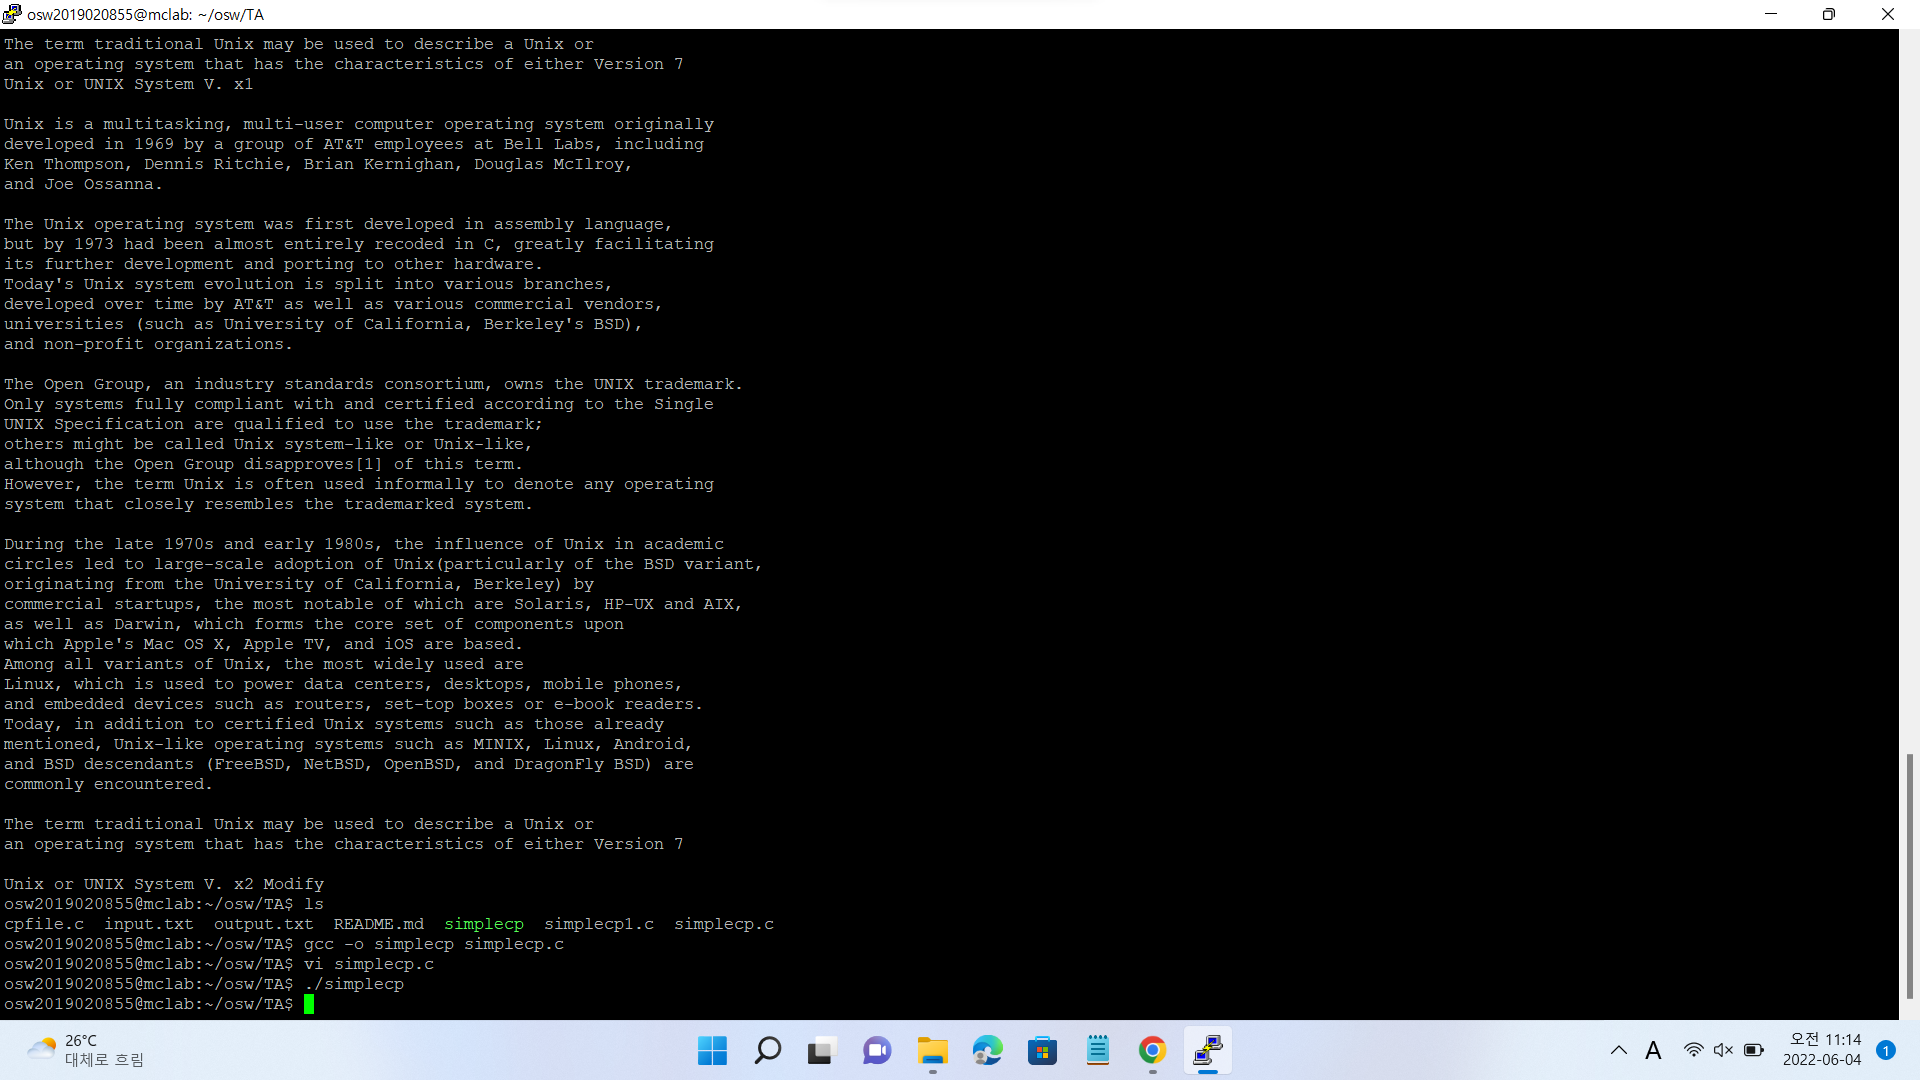 osw2019020855@mclab: ~/osw/TA
The term traditional Unix may be used to describe a Unix or
an operating system that has the characteristics of either Version 7
Unix or UNIX System V. x1
Unix is a multitasking, multi-user computer operating system originally
developed in 1969 by a group of AT&T employees at Bell Labs, including
Ken Thompson, Dennis Ritchie, Brian Kernighan, Douglas McIlroy,
and Joe Ossanna.
The Unix operating system was first developed in assembly language,
but by 1973 had been almost entirely recoded in C, greatly facilitating
its further development and porting to other hardware.
Today's Unix system evolution is split into various branches,
developed over time by AT&T as well as various commercial vendors,
universities (such as University of California, Berkeley's BSD),
and non-profit organizations.
The Open Group, an industry standards consortium, owns the UNIX trademark.
Only systems fully compliant with and certified according to the Single
UNIX Specification are qualified to use the trademark;
others might be called Unix system-like or Unix-like,
although the Open Group disapproves[1] of this term.
However, the term Unix is often used informally to denote any operating
system that closely resembles the trademarked system.
During the late 1970s and early 1980s, the influence of Unix in academic
circles led to large-scale adoption of Unix(particularly of the BSD variant,
originating from the University of California, Berkeley) by
commercial startups, the most notable of which are Solaris, HP-UX and AIX,
as well as Darwin, which forms the core set of components upon
which Apple's Mac OS X, Apple TV, and iOS are based.
Among all variants of Unix, the most widely used are
Linux, which is used to power data centers, desktops, mobile phones,
and embedded devices such as routers, set-top boxes or e-book readers.
Today, in addition to certified Unix systems such as those already
mentioned, Unix-like operating systems such as MINIX, Linux, Android,
and BSD descendants (FreeBSD, NetBSD, OpenBSD, and DragonFly BSD) are
commonly encountered.
The term traditional Unix may be used to describe a Unix or
an operating system that has the characteristics of either Version 7
Unix or UNIX System V. x2 Modify
osw2019020855@mclab:~/osw/TA$ ls
cpfile.c  input.txt  output.txt  README.md  simplecp  simplecp1.c  simplecp.c
osw2019020855@mclab:~/osw/TA$ gcc -o simplecp simplecp.c
osw2019020855@mclab:~/osw/TA$ vi simplecp.c
osw2019020855@mclab:~/osw/TA$ ./simplecp
osw2019020855@mclab:~/osw/TA$
26°C
대체로 흐림
A
오전 11:14
2022-06-04
1